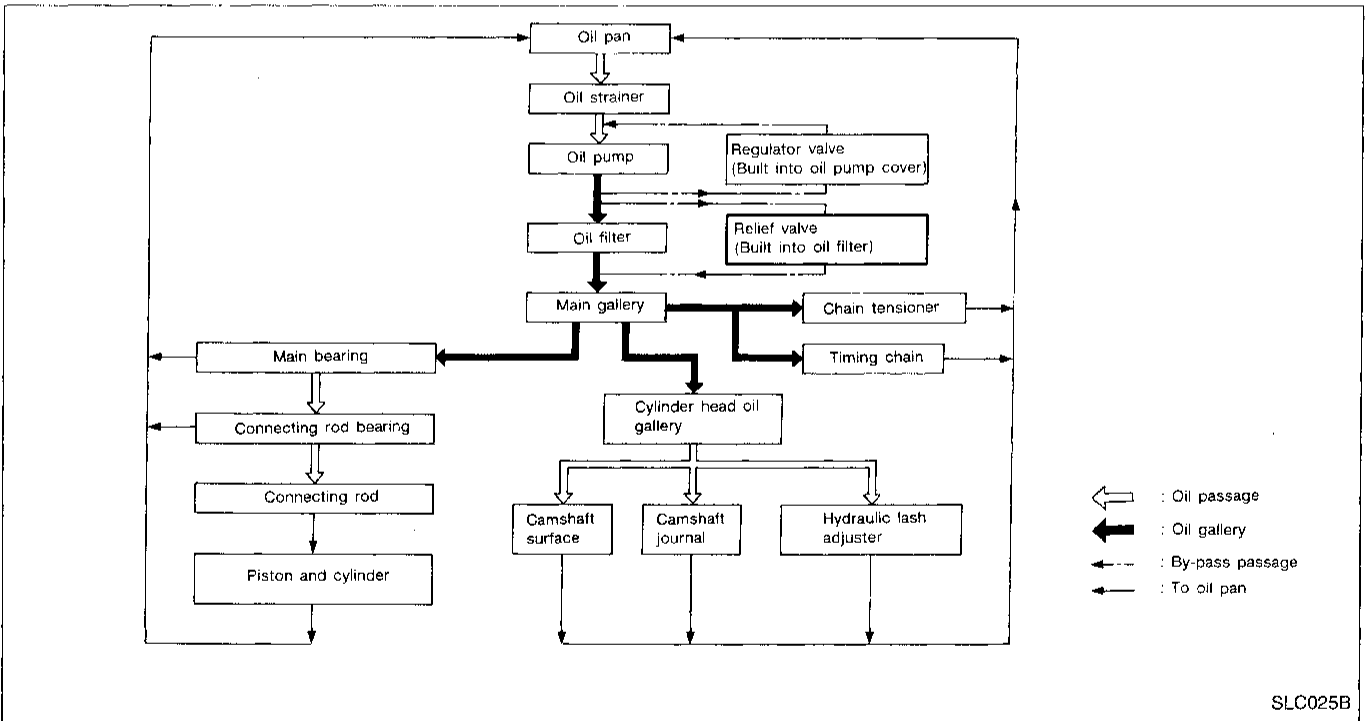 Oil pan
Oil strainer
Oil pump
Regulator valve
(Built into oil pump cover)
Oil filter
Relief valve
(Built into oil filter)
Main gallery
Chain tensioner
Main bearing
Timing chain
Cylinder head oil
gallery
Connecting rod bearing
Connecting rod
Camshaft
surface
Camshaft
journal
Hydraulic lash
adjuster
Piston and cylinder
: Oil passage
: Oil gallery
: By-pass passage
: To oil pan
SLC025B